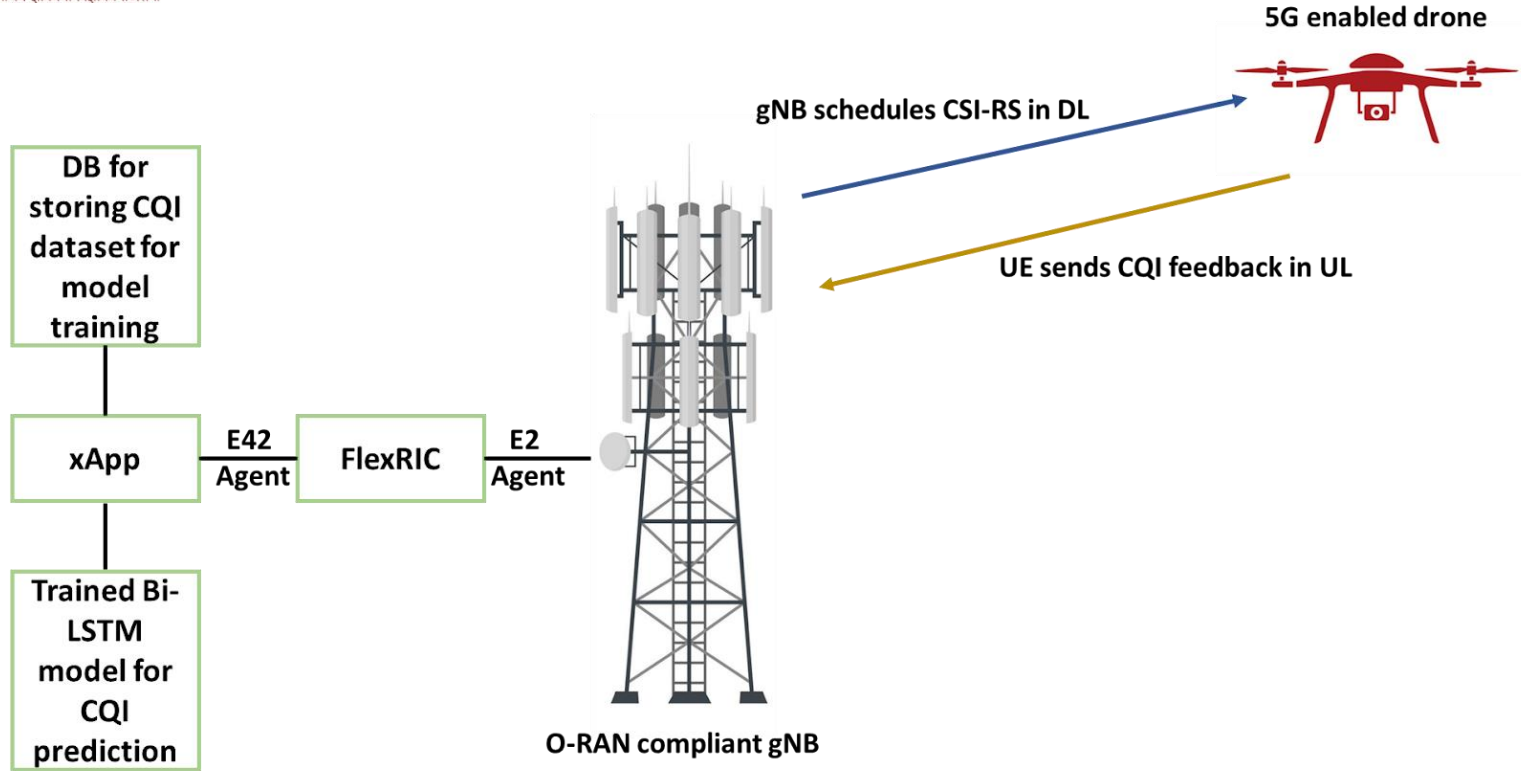 5G enabled drone
gNB schedules CSI-RS in DL
UE sends CQI feedback in UL
DB for
storing CQI
dataset for
model
training
xApp
E42
Agent
FlexRIC
E2
Agent
Trained Bi-
LSTM
model for
CQI
prediction
O-RAN compliant gNB